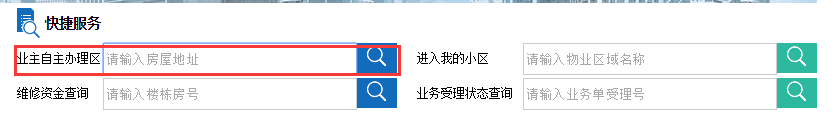 快捷服务
业主自主办理区 请输入房屋地址 进入我的小区 请输入物业区域名称
维修资金查询 请输入楼栋房号 业务受理状态查询 请输入业务单受理号